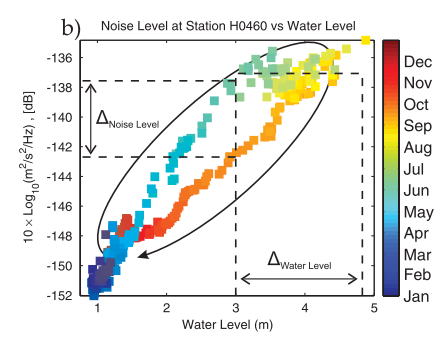 b) Noise Level at Station H0460 vs Water Level
10 × Log10(m²/s²/Hz) , [dB]
-136
-138
-140
-142
-144
-146
-148
-150
-152
ΔNoise Level
ΔWater Level
1 2 3 4 5
Water Level (m)
Dec
Nov
Oct
Sep
Aug
Jul
Jun
May
Apr
Mar
Feb
Jan